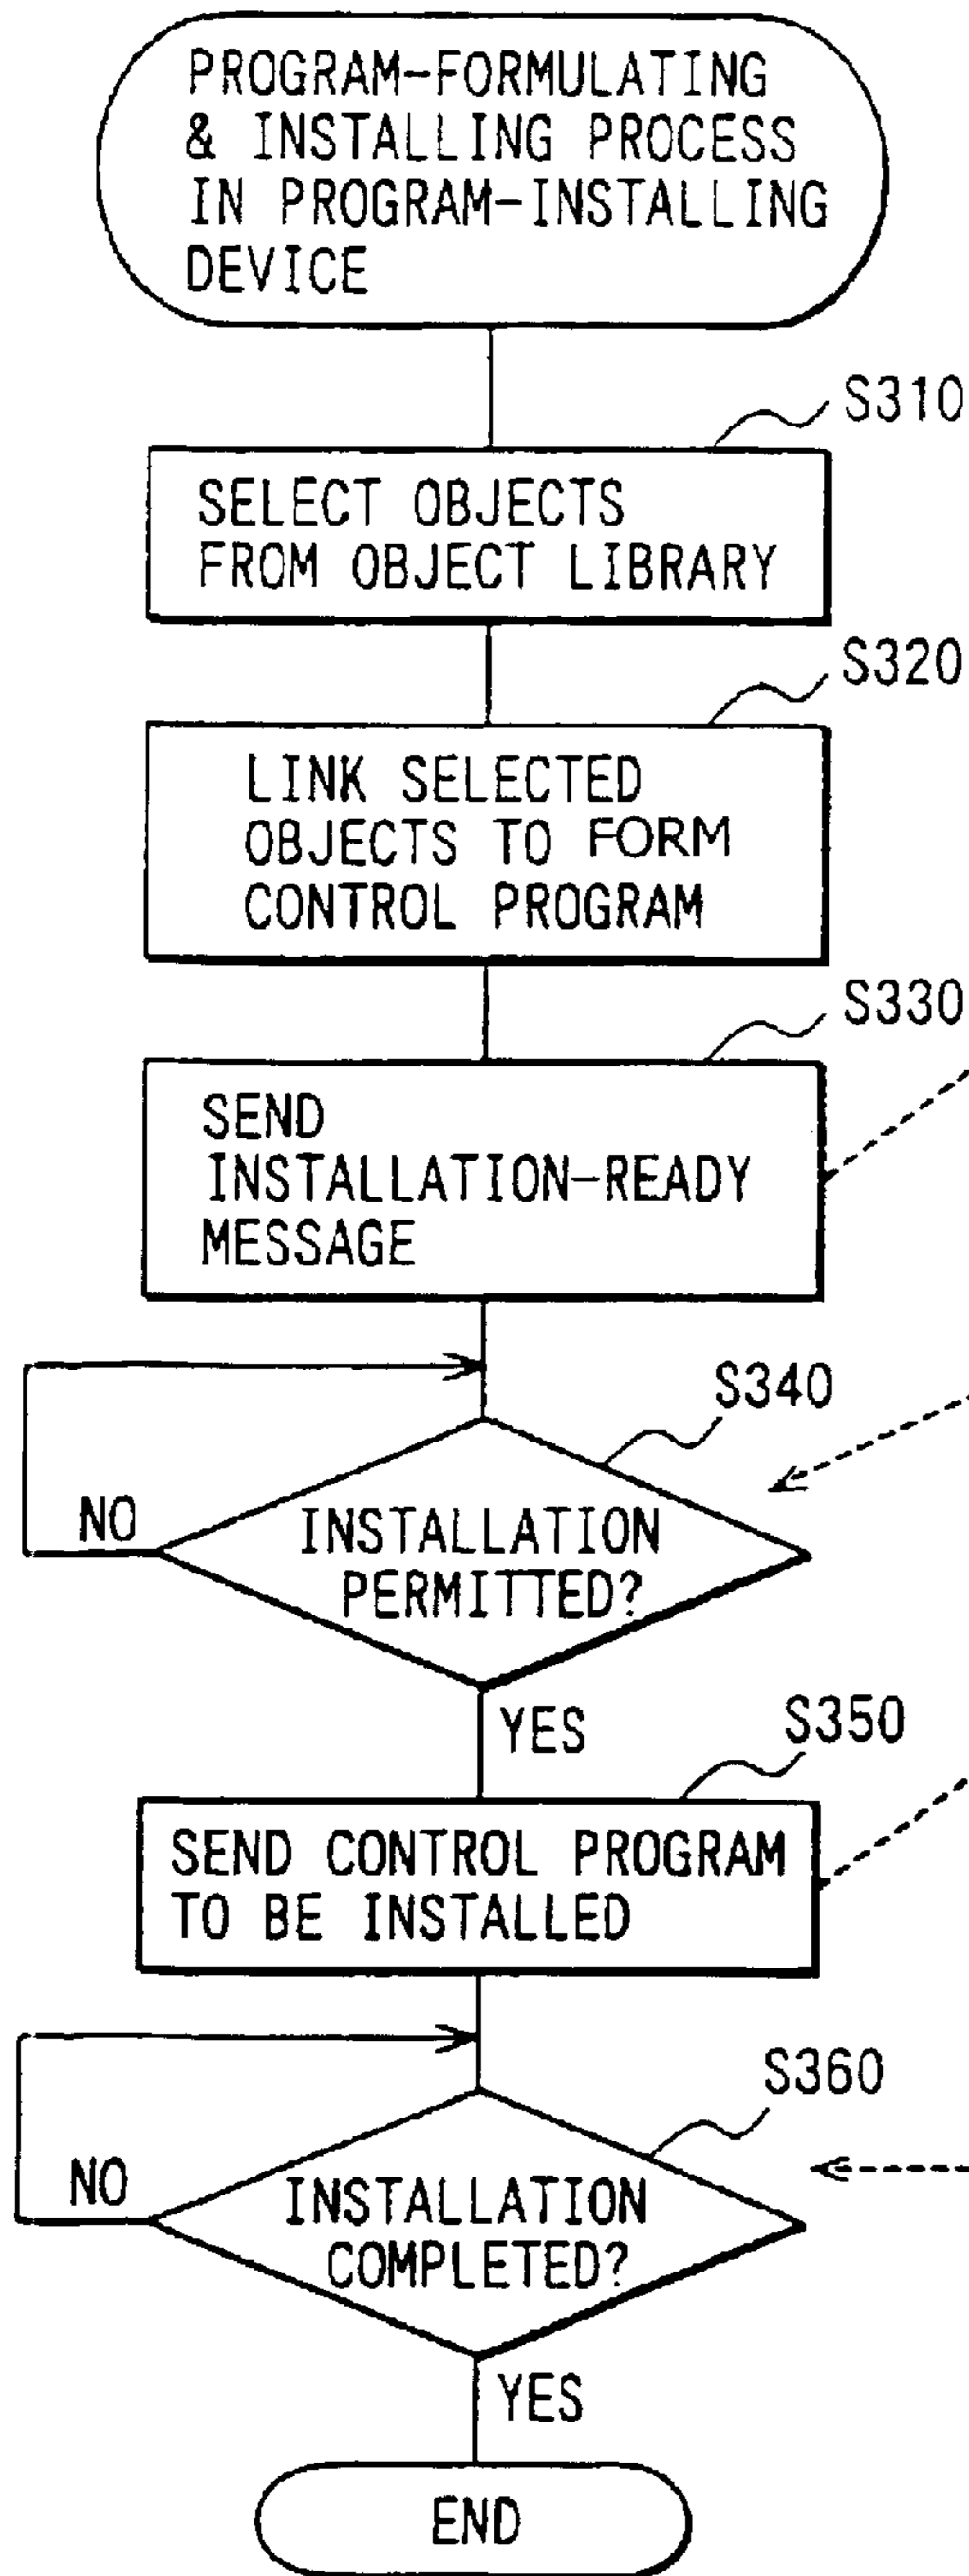 PROGRAM-FORMULATING
& INSTALLING PROCESS
IN PROGRAM-INSTALLING
DEVICE
S310
SELECT OBJECTS
FROM OBJECT LIBRARY
S320
LINK SELECTED
OBJECTS TO FORM
CONTROL PROGRAM
S330
SEND
INSTALLATION-READY
MESSAGE
S340
NO
INSTALLATION
PERMITTED?
YES
S350
SEND CONTROL PROGRAM
TO BE INSTALLED
S360
NO
INSTALLATION
COMPLETED?
YES
END